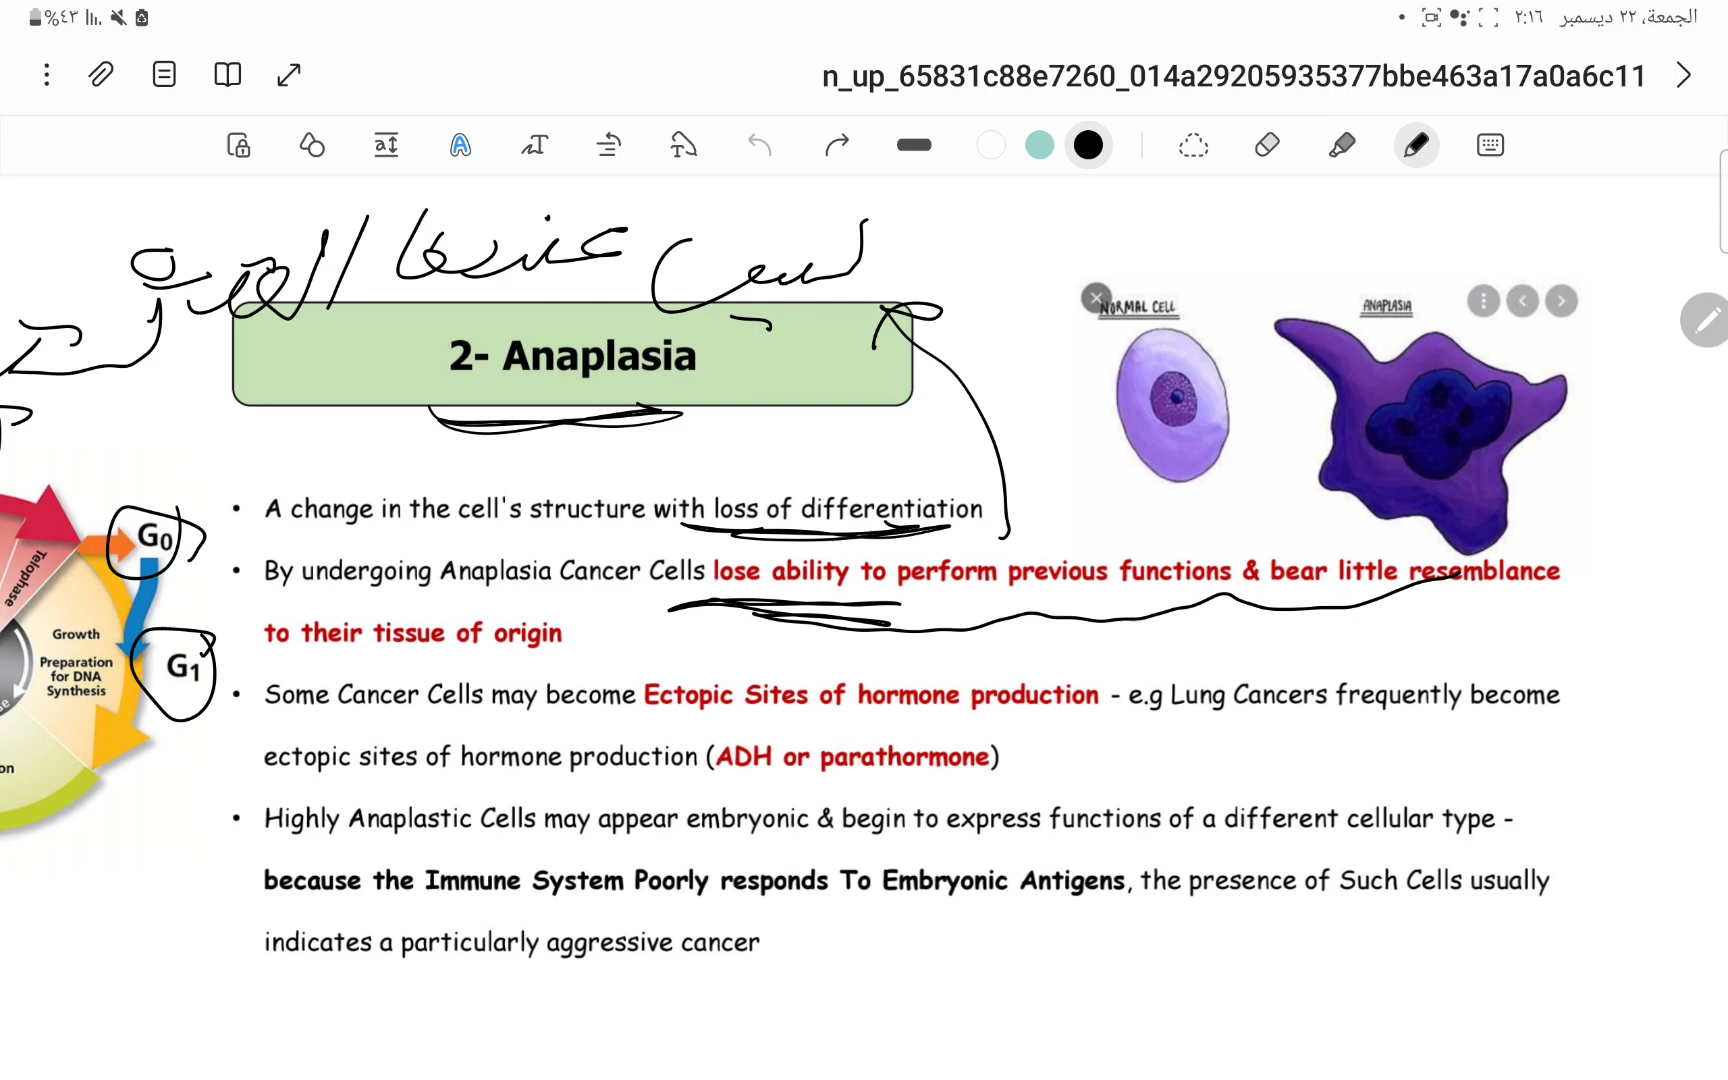 %٤٣
الجمعة، ٢٢ ديسمبر ٢:١٦
n_up_65831c88e7260_014a29205935377bbe463a17a0a6c11
ليس عندها القدرة
2- Anaplasia
NORMAL CELL
ANAPLASIA
• A change in the cell's structure with loss of differentiation
• By undergoing Anaplasia Cancer Cells lose ability to perform previous functions & bear little resemblance
to their tissue of origin
• Some Cancer Cells may become Ectopic Sites of hormone production - e.g Lung Cancers frequently become
ectopic sites of hormone production (ADH or parathormone)
• Highly Anaplastic Cells may appear embryonic & begin to express functions of a different cellular type -
because the Immune System Poorly responds To Embryonic Antigens, the presence of Such Cells usually
indicates a particularly aggressive cancer
G0
Telophase
Growth
Preparation
for DNA
Synthesis
G1
on